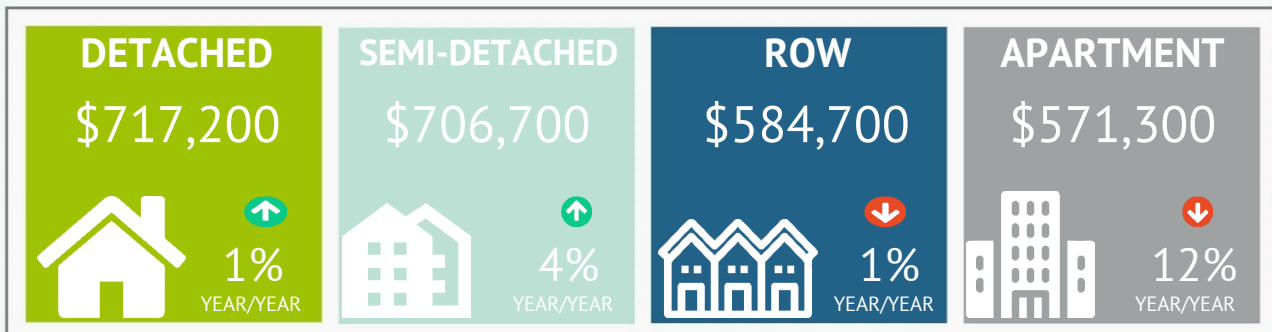 DETACHED
$717,200
1%
YEAR/YEAR
SEMI-DETACHED
$706,700
4%
YEAR/YEAR
ROW
$584,700
1%
YEAR/YEAR
APARTMENT
$571,300
12%
YEAR/YEAR